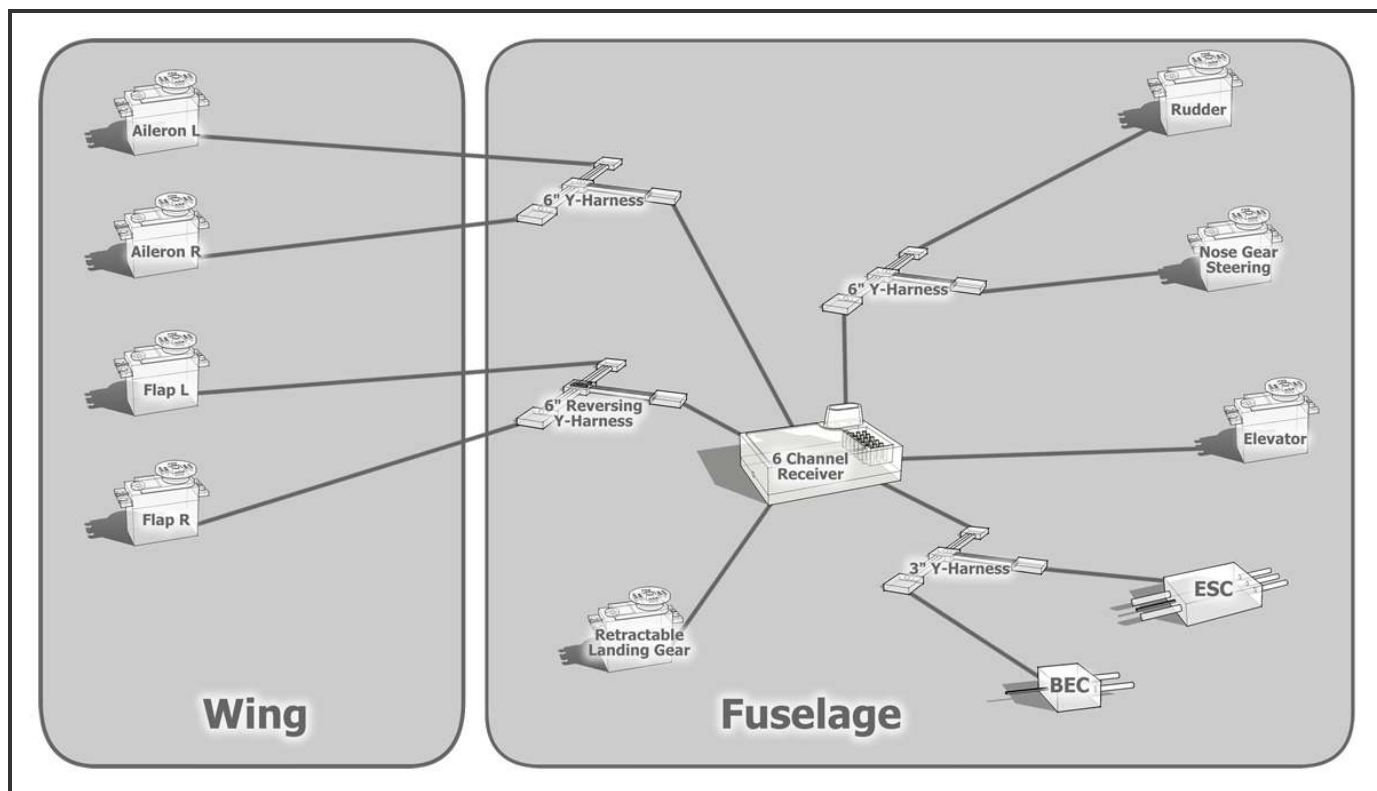 Aileron L
Aileron R
Flap L
Flap R
Wing
6" Y-Harness
6" Reversing
Y-Harness
Rudder
Nose Gear
Steering
6" Y-Harness
6 Channel
Receiver
Elevator
3" Y-Harness
ESC
BEC
Retractable
Landing Gear
Fuselage